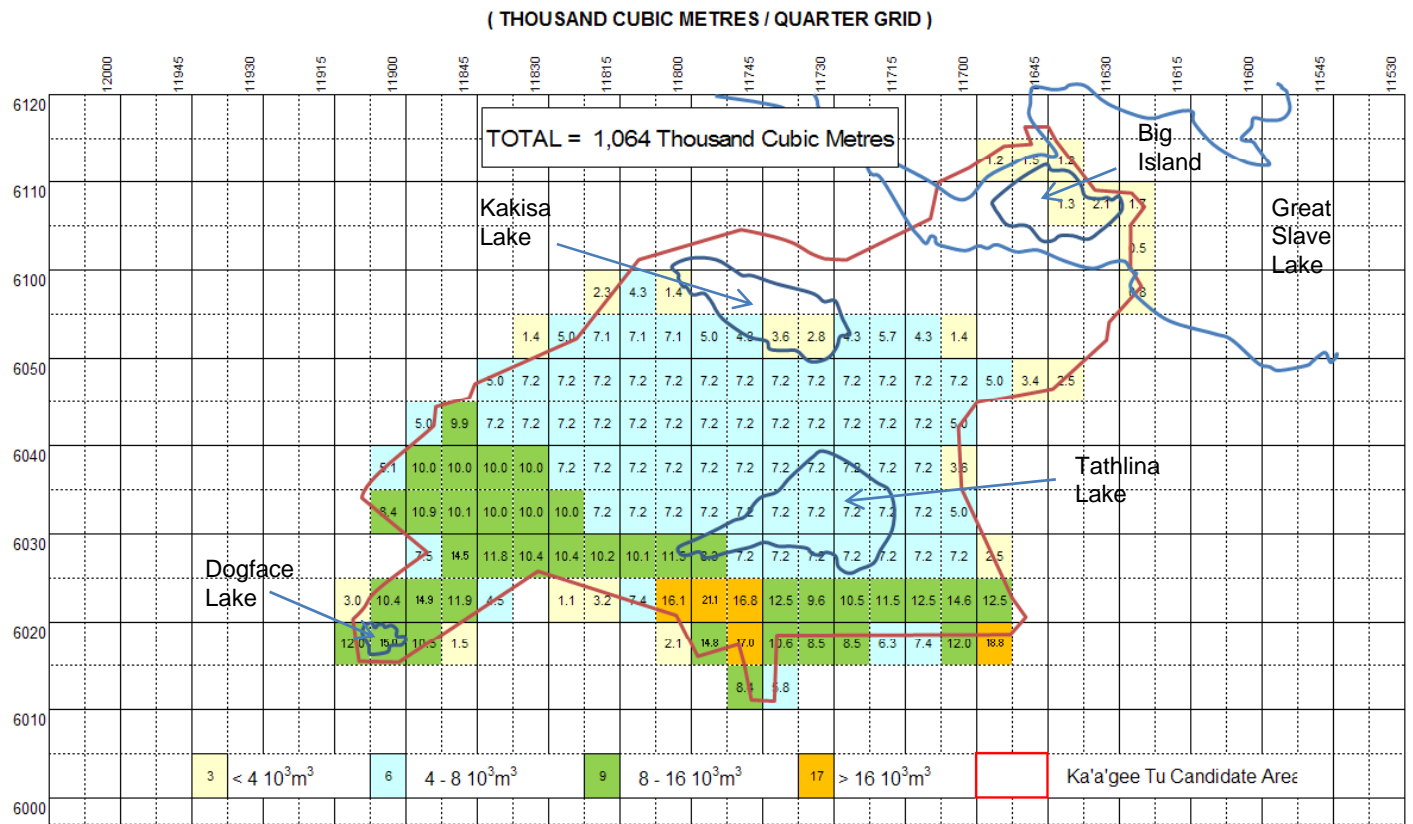 ( THOUSAND CUBIC METRES / QUARTER GRID )
12000 11945 11930 11915 11900 11845 11830 11815 11800 11745 11730 11715 11700 11645 11630 11615 11600 11545 11530
6120
TOTAL = 1,064 Thousand Cubic Metres
Big
Island
1.2 1.5 1.2
6110
Kakisa
Lake
1.3 2.1 1.7
Great
Slave
Lake
0.5
6100
2.3 4.3 1.4
1.4 5.0 7.1 7.1 7.1 5.0 4.3 3.6 2.8 4.3 5.7 4.3 1.4
6050
5.0 7.2 7.2 7.2 7.2 7.2 7.2 7.2 7.2 7.2 7.2 7.2 7.2 7.2 5.0 3.4 2.5
5.0 9.9 7.2 7.2 7.2 7.2 7.2 7.2 7.2 7.2 7.2 7.2 7.2 7.2 7.2 5.0
6040
5.1 10.0 10.0 10.0 10.0 7.2 7.2 7.2 7.2 7.2 7.2 7.2 7.2 7.2 7.2 3.6
Tathlina
Lake
8.4 10.9 10.1 10.0 10.0 10.0 7.2 7.2 7.2 7.2 7.2 7.2 7.2 7.2 7.2 7.2 5.0
6030
7.5 14.5 11.8 10.4 10.4 10.2 10.1 7.2 7.2 7.2 7.2 7.2 7.2 7.2 2.5
Dogface
Lake
3.0 10.4 14.9 11.9 4.5 1.1 3.2 7.4 16.1 21.1 16.8 12.5 9.6 10.5 11.5 12.5 14.6 12.5
6020
12.0 15.0 10.5 1.5 2.1 14.8 17.0 10.6 8.5 8.5 6.3 7.4 12.0 18.8
8.4 5.8
6010
3 < 4 10³m³ 6 4 - 8 10³m³ 9 8 - 16 10³m³ 17 > 16 10³m³ Ka'a'gee Tu Candidate Area
6000